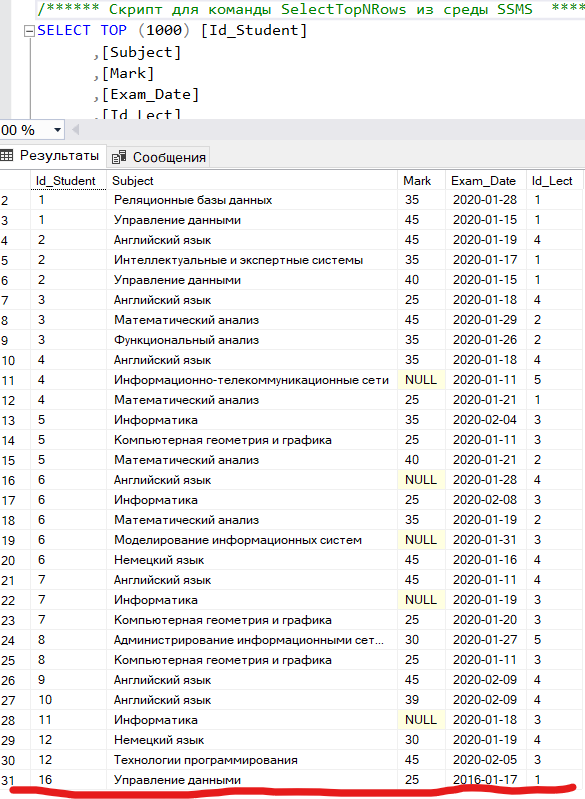 /****** Скрипт для команды SelectTopNRows из среды SSMS ****
SELECT TOP (1000) [Id_Student]
,[Subject]
,[Mark]
,[Exam_Date]
,[Id_Lect]
00 %
Результаты Сообщения
Id_Student Subject Mark Exam_Date Id_Lect
2 1 Реляционные базы данных 35 2020-01-28 1
3 1 Управление данными 45 2020-01-15 1
4 2 Английский язык 45 2020-01-19 4
5 2 Интеллектуальные и экспертные системы 35 2020-01-17 1
6 2 Управление данными 40 2020-01-15 1
7 3 Английский язык 25 2020-01-18 4
8 3 Математический анализ 45 2020-01-29 2
9 3 Функциональный анализ 35 2020-01-26 2
10 4 Английский язык 35 2020-01-18 4
11 4 Информационно-телекоммуникационные сети NULL 2020-01-11 5
12 4 Математический анализ 25 2020-01-21 1
13 5 Информатика 35 2020-02-04 3
14 5 Компьютерная геометрия и графика 25 2020-01-11 3
15 5 Математический анализ 40 2020-01-21 2
16 6 Английский язык NULL 2020-01-28 4
17 6 Информатика 25 2020-02-08 3
18 6 Математический анализ 35 2020-01-19 2
19 6 Моделирование информационных систем NULL 2020-01-31 3
20 6 Немецкий язык 45 2020-01-16 4
21 7 Английский язык 45 2020-01-11 4
22 7 Информатика NULL 2020-01-19 3
23 7 Компьютерная геометрия и графика 25 2020-01-20 3
24 8 Администрирование информационными сет... 30 2020-01-27 5
25 8 Компьютерная геометрия и графика 25 2020-01-11 3
26 9 Английский язык 45 2020-02-09 4
27 10 Английский язык 39 2020-02-09 4
28 11 Информатика NULL 2020-01-18 3
29 12 Немецкий язык 30 2020-01-19 4
30 12 Технологии программирования 45 2020-02-05 3
31 16 Управление данными 25 2016-01-17 1